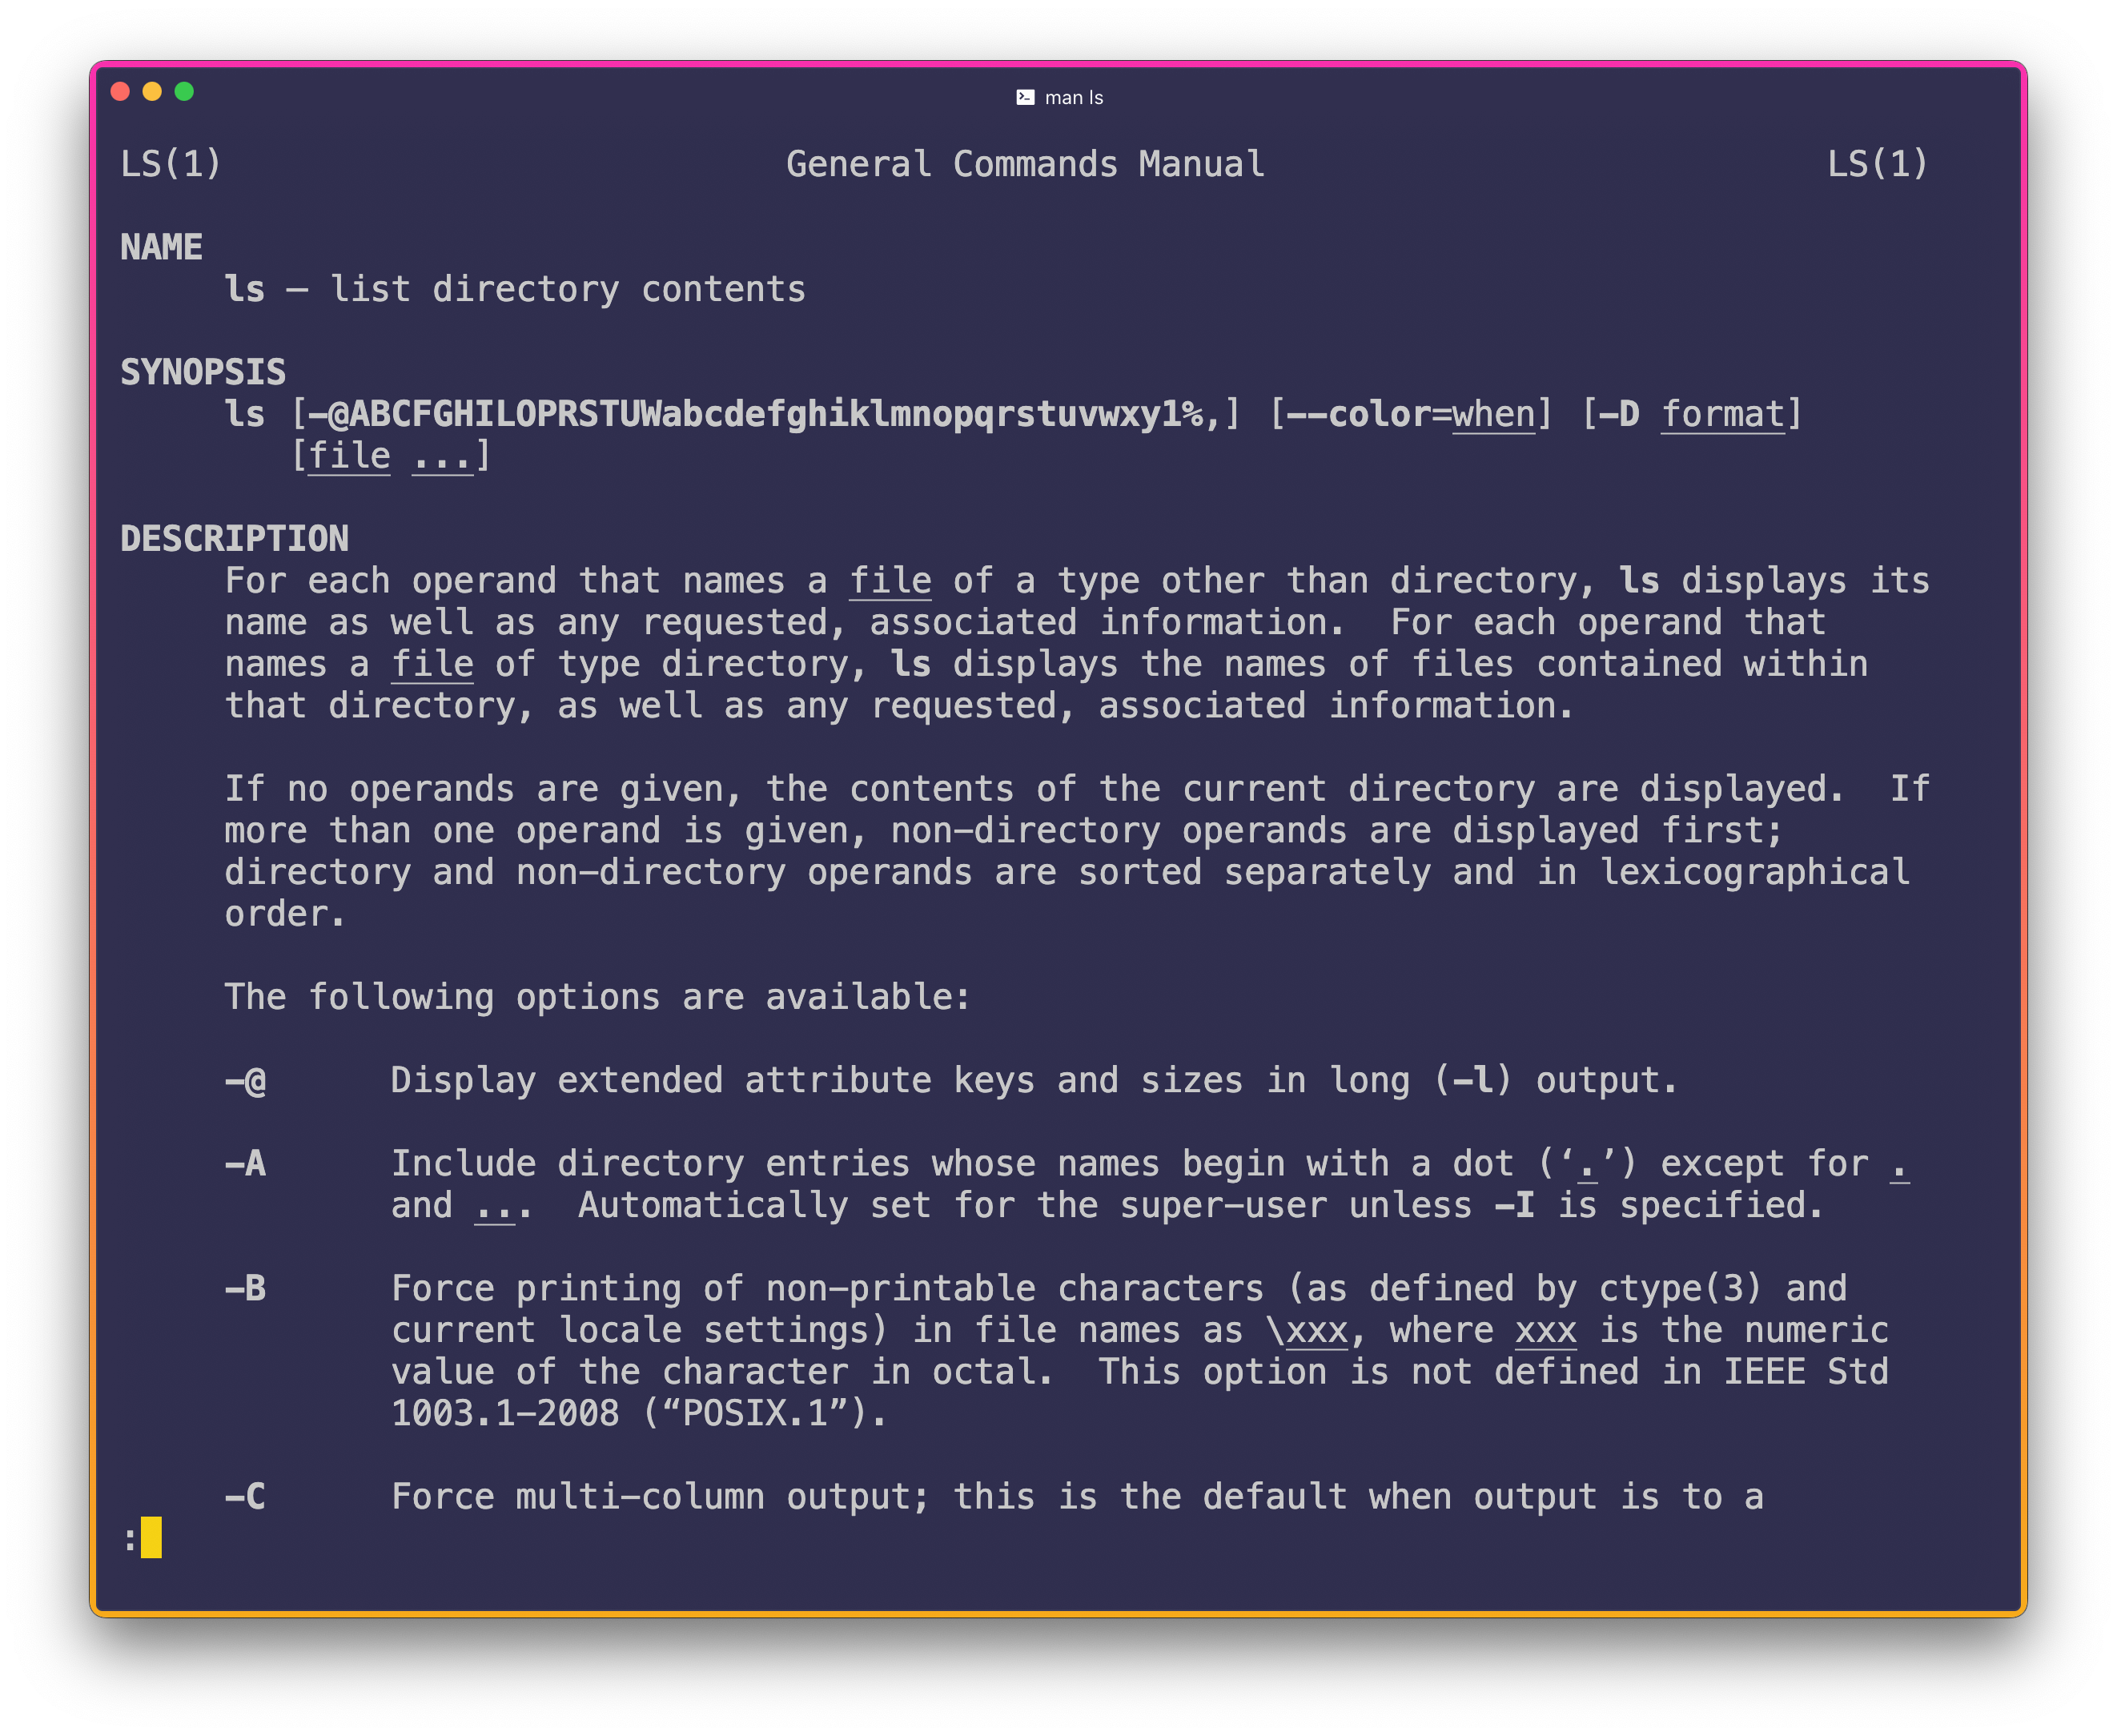 man ls
LS(1) General Commands Manual LS(1)
NAME
ls – list directory contents
SYNOPSIS
ls [-@ABCFGHILOPRSTUWabcdefghiklmnopqrstuvwxy1%,] [--color=when] [-D format]
[file ...]
DESCRIPTION
For each operand that names a file of a type other than directory, ls displays its
name as well as any requested, associated information.  For each operand that
names a file of type directory, ls displays the names of files contained within
that directory, as well as any requested, associated information.
If no operands are given, the contents of the current directory are displayed.  If
more than one operand is given, non-directory operands are displayed first;
directory and non-directory operands are sorted separately and in lexicographical
order.
The following options are available:
-@ Display extended attribute keys and sizes in long (-l) output.
-A Include directory entries whose names begin with a dot (‘.’) except for .
and ...  Automatically set for the super-user unless -I is specified.
-B Force printing of non-printable characters (as defined by ctype(3) and
current locale settings) in file names as \xxx, where xxx is the numeric
value of the character in octal.  This option is not defined in IEEE Std
1003.1-2008 (“POSIX.1”).
-C Force multi-column output; this is the default when output is to a
: